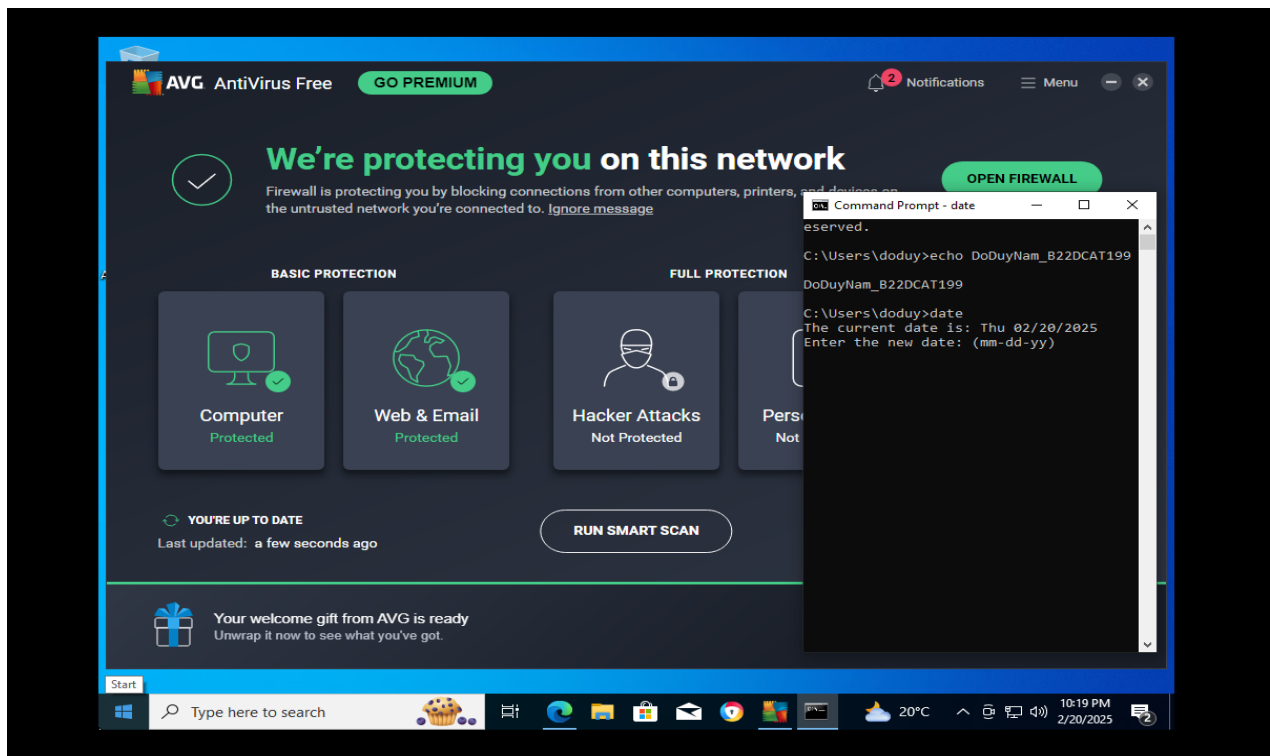 AVG AntiVirus Free
GO PREMIUM
2
Notifications
Menu
We're protecting you on this network
Firewall is protecting you by blocking connections from other computers, printers, and devices on
the untrusted network you're connected to. Ignore message
OPEN FIREWALL
BASIC PROTECTION
FULL PROTECTION
Computer
Protected
Web & Email
Protected
Hacker Attacks
Not Protected
Pers
Not
YOU'RE UP TO DATE
Last updated: a few seconds ago
RUN SMART SCAN
Your welcome gift from AVG is ready
Unwrap it now to see what you've got.
Command Prompt - date
eserved.
C:\Users\doduy>echo DoDuyNam_B22DCAT199
DoDuyNam_B22DCAT199
C:\Users\doduy>date
The current date is: Thu 02/20/2025
Enter the new date: (mm-dd-yy)
Start
Type here to search
20°C
10:19 PM
2/20/2025
2